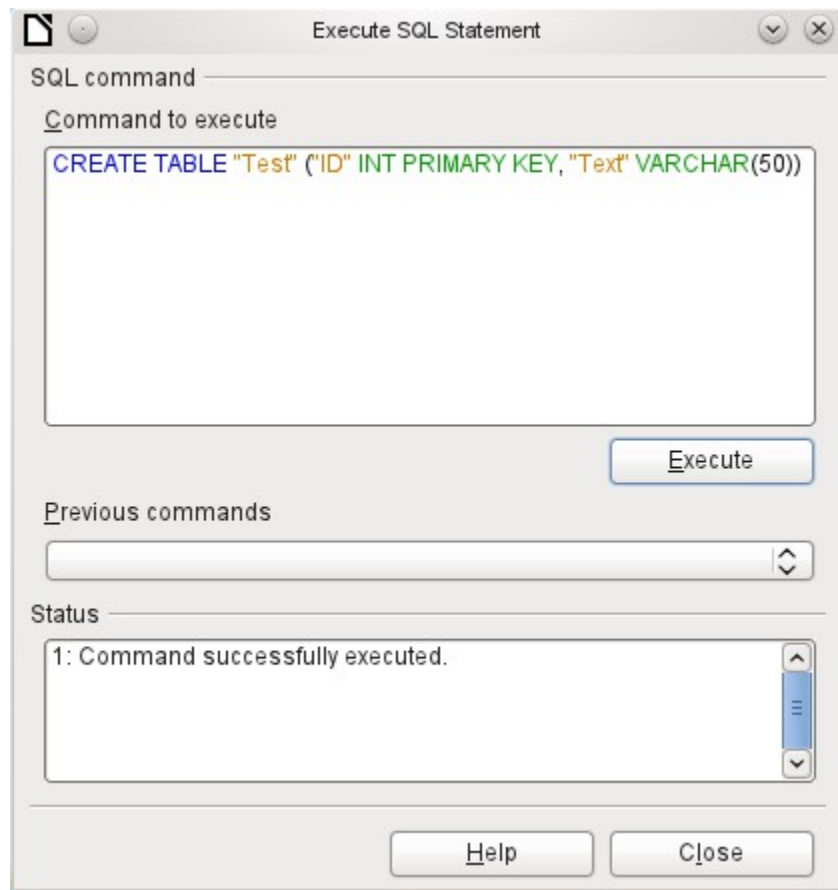 Execute SQL Statement
SQL command
Command to execute
CREATE TABLE "Test" ("ID" INT PRIMARY KEY, "Text" VARCHAR(50))
Execute
Previous commands
Status
1: Command successfully executed.
Help
Close